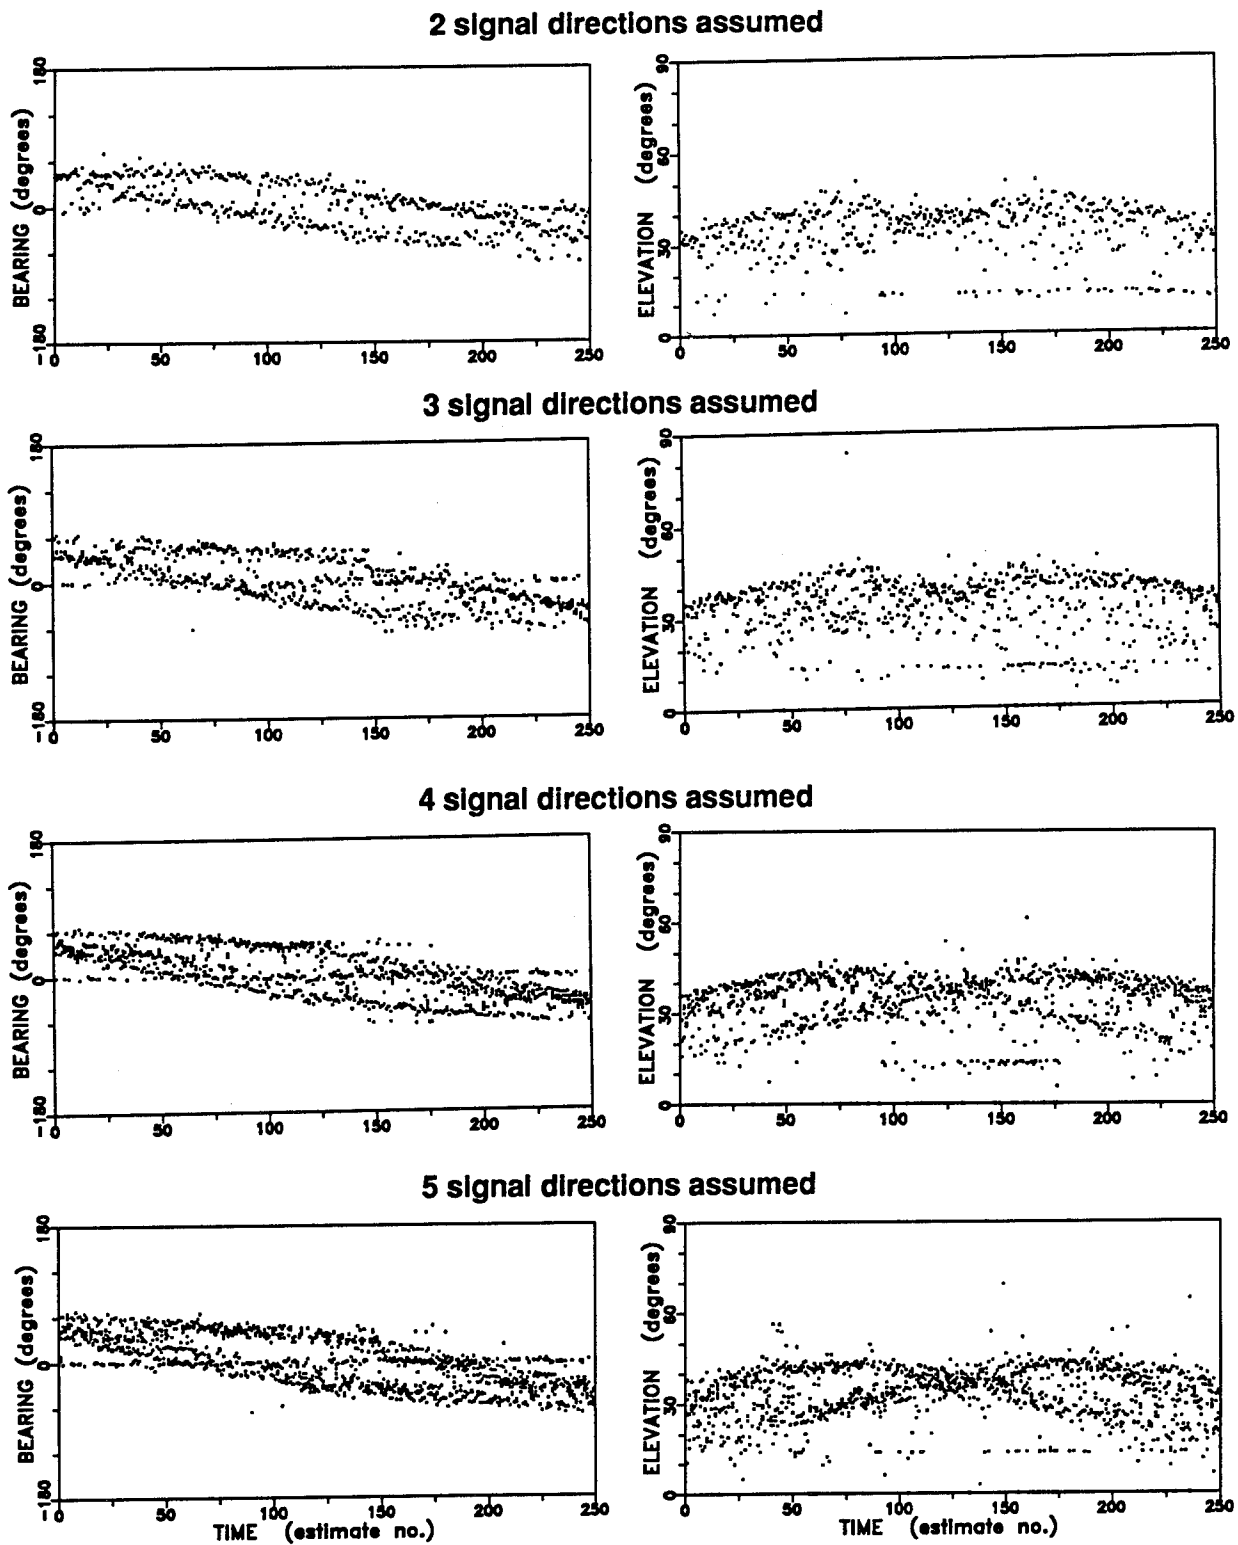 2 signal directions assumed
BEARING (degrees)
180
0
-180
0 50 100 150 200 250
ELEVATION (degrees)
90
60
30
0
0 50 100 150 200 250
3 signal directions assumed
BEARING (degrees)
180
0
-180
0 50 100 150 200 250
ELEVATION (degrees)
90
60
30
0
0 50 100 150 200 250
4 signal directions assumed
BEARING (degrees)
180
0
-180
0 50 100 150 200 250
ELEVATION (degrees)
90
60
30
0
0 50 100 150 200 250
5 signal directions assumed
BEARING (degrees)
180
0
-180
0 50 100 150 200 250
TIME (estimate no.)
ELEVATION (degrees)
90
60
30
0
0 50 100 150 200 250
TIME (estimate no.)